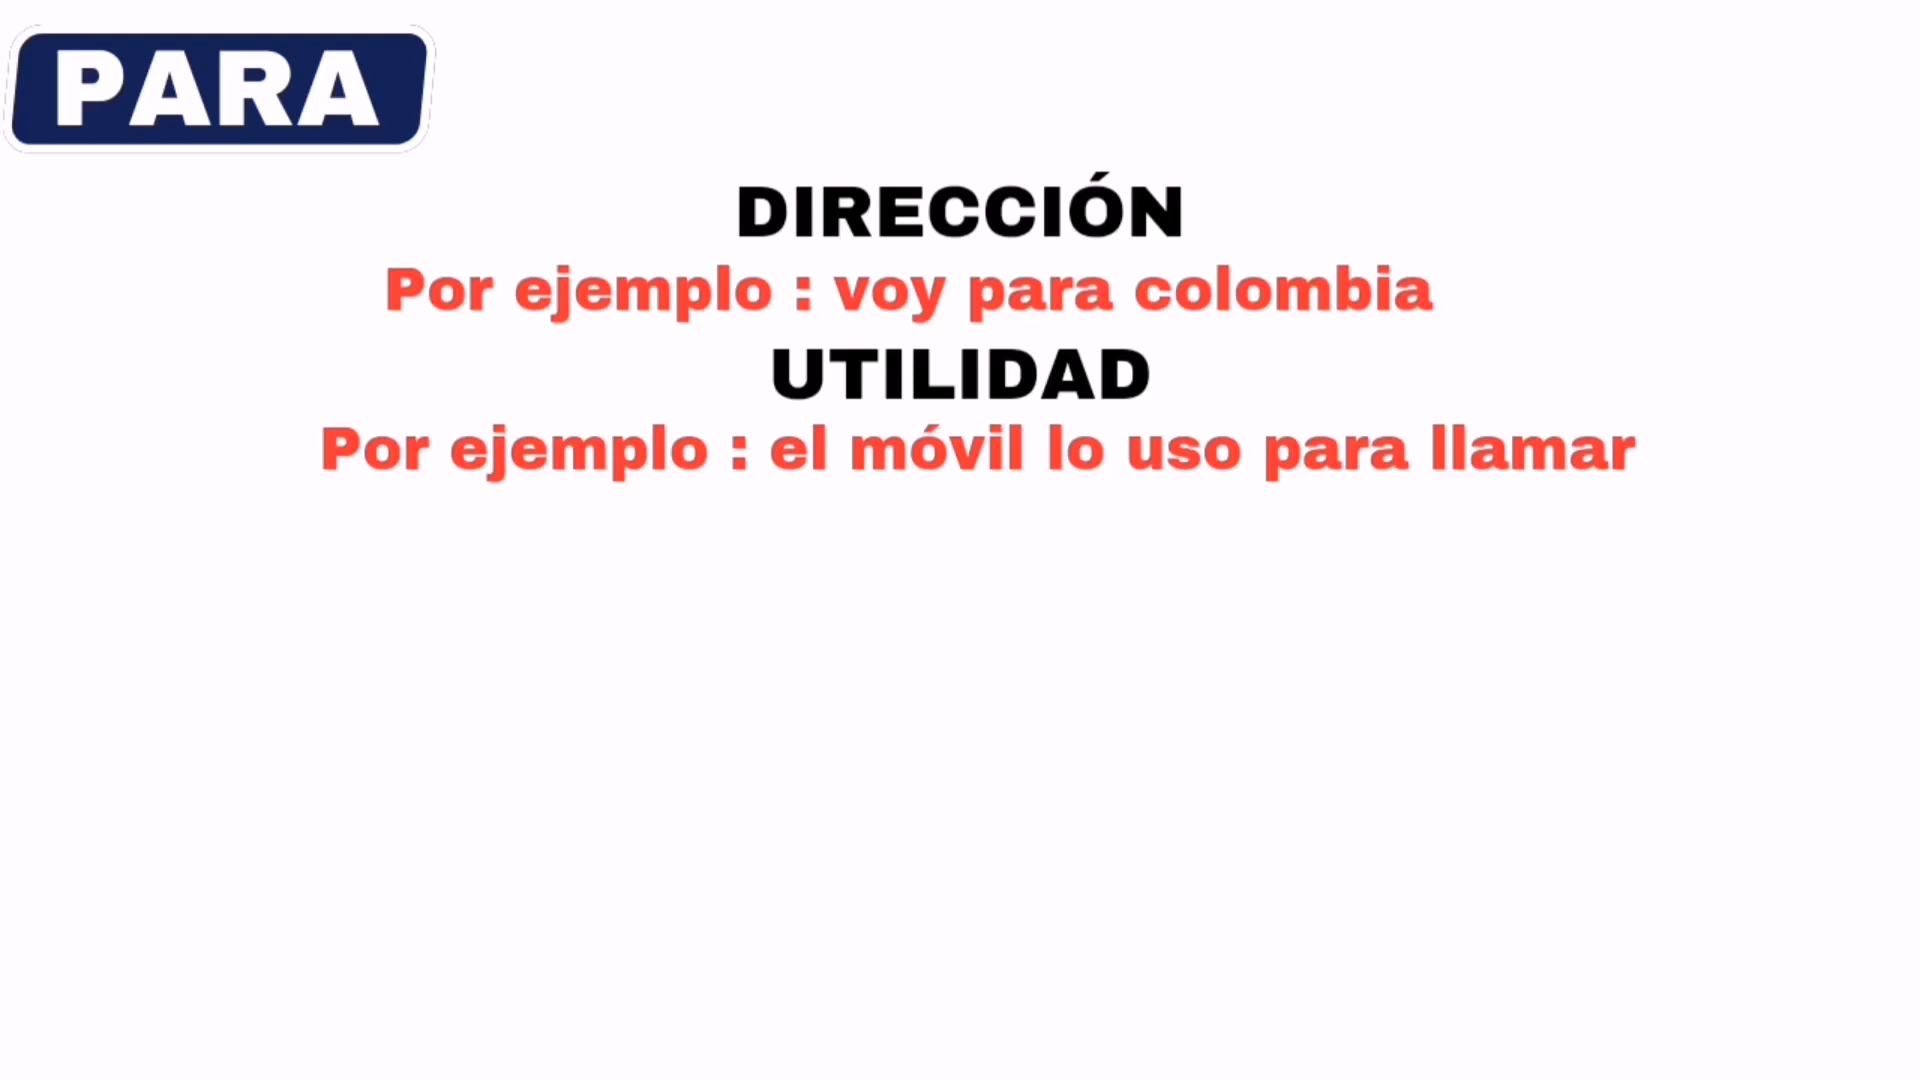 PARA
DIRECCIÓN
Por ejemplo : voy para colombia
UTILIDAD
Por ejemplo : el móvil lo uso para llamar